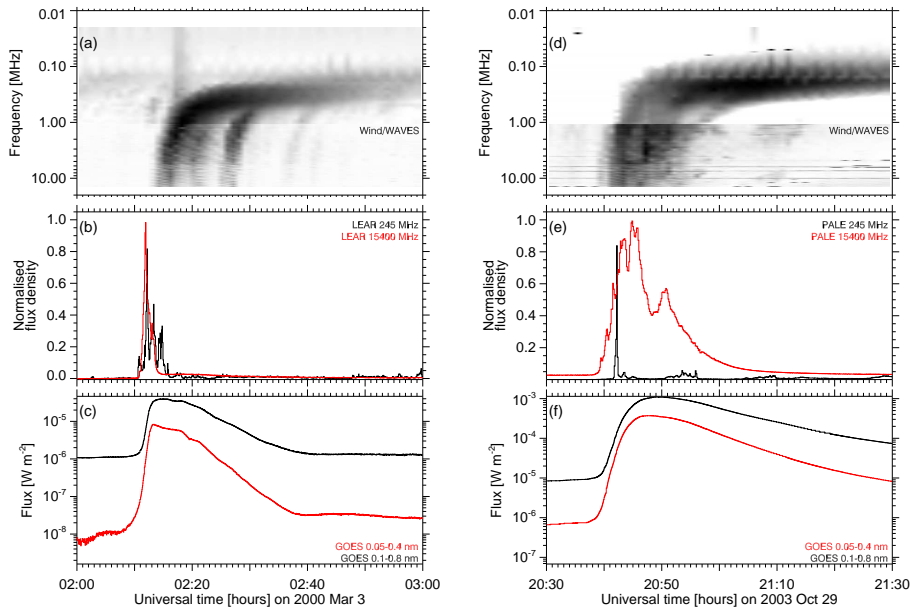 (a)
Frequency [MHz]
0.01
0.10
1.00
10.00
Wind/WAVES
(b)
Normalised
flux density
1.0
0.8
0.6
0.4
0.2
0.0
LEAR 245 MHz
LEAR 15400 MHz
(c)
Flux [W m⁻²]
10⁻⁵
10⁻⁶
10⁻⁷
10⁻⁸
GOES 0.05-0.4 nm
GOES 0.1-0.8 nm
02:00
02:20
02:40
03:00
Universal time [hours] on 2000 Mar 3
(d)
Frequency [MHz]
0.01
0.10
1.00
10.00
Wind/WAVES
(e)
Normalised
flux density
1.0
0.8
0.6
0.4
0.2
PALE 245 MHz
PALE 15400 MHz
(f)
Flux [W m⁻²]
10⁻³
10⁻⁴
10⁻⁵
10⁻⁶
10⁻⁷
GOES 0.05-0.4 nm
GOES 0.1-0.8 nm
20:30
20:50
21:10
21:30
Universal time [hours] on 2003 Oct 29